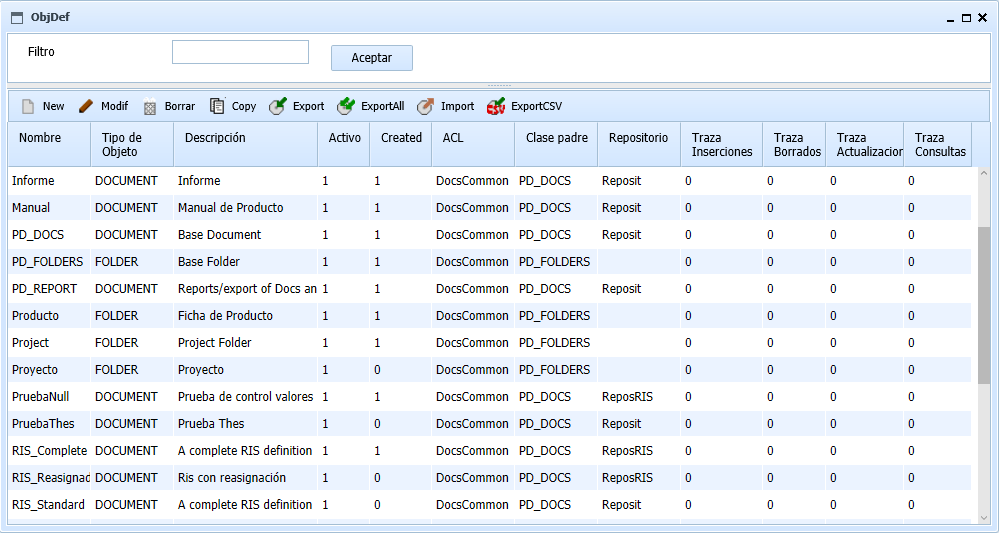 ObjDef
Filtro Aceptar
New Modif Borrar Copy Export ExportAll Import ExportCSV
Nombre Tipo de Objeto Descripción Activo Created ACL Clase padre Repositorio Traza Inserciones Traza Borrados Traza Actualizacion Traza Consultas
Informe DOCUMENT Informe 1 1 DocsCommon PD_DOCS Reposit 0 0 0 0
Manual DOCUMENT Manual de Producto 1 1 DocsCommon PD_DOCS Reposit 0 0 0 0
PD_DOCS DOCUMENT Base Document 1 1 DocsCommon PD_DOCS Reposit 0 0 0 0
PD_FOLDERS FOLDER Base Folder 1 1 DocsCommon PD_FOLDERS 0 0 0 0
PD_REPORT DOCUMENT Reports/export of Docs an 1 1 DocsCommon PD_DOCS Reposit 0 0 0 0
Producto FOLDER Ficha de Producto 1 1 DocsCommon PD_FOLDERS 0 0 0 0
Project FOLDER Project Folder 1 1 DocsCommon PD_FOLDERS 0 0 0 0
Proyecto FOLDER Proyecto 1 0 DocsCommon PD_FOLDERS 0 0 0 0
PruebaNull DOCUMENT Prueba de control valores 1 1 DocsCommon PD_DOCS ReposRIS 0 0 0 0
PruebaThes DOCUMENT Prueba Thes 1 0 DocsCommon PD_DOCS Reposit 0 0 0 0
RIS_Complete DOCUMENT A complete RIS definition 1 1 DocsCommon PD_DOCS ReposRIS 0 0 0 0
RIS_Reasignad DOCUMENT Ris con reasignación 1 0 DocsCommon PD_DOCS ReposRIS 0 0 0 0
RIS_Standard DOCUMENT A complete RIS definition 1 0 DocsCommon PD_DOCS Reposit 0 0 0 0